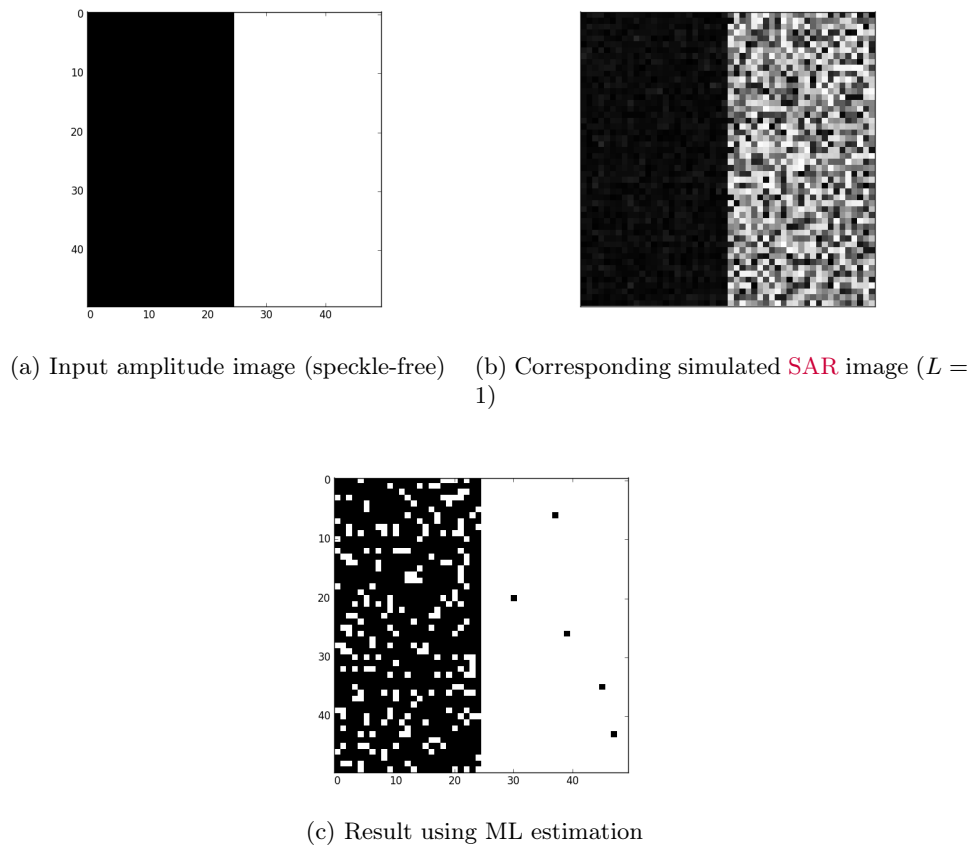 0
10
20
30
40
0 10 20 30 40
(a) Input amplitude image (speckle-free)
(b) Corresponding simulated SAR image (L =
1)
0
10
20
30
40
0 10 20 30 40
(c) Result using ML estimation